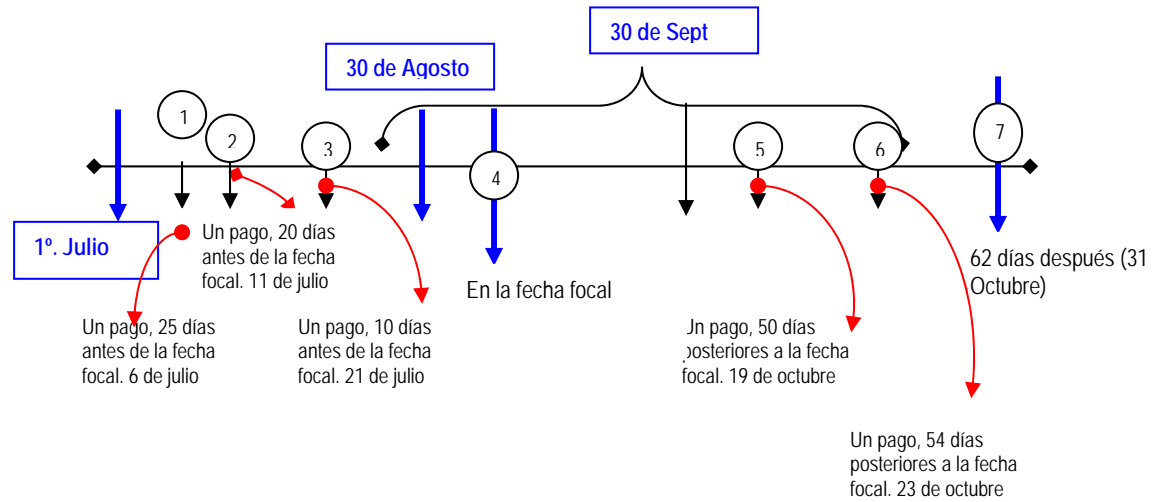 30 de Sept
30 de Agosto
1
2
3
4
5
6
7
1º. Julio
Un pago, 20 días
antes de la fecha
focal. 11 de julio
En la fecha focal
62 días después (31
Octubre)
Un pago, 25 días
antes de la fecha
focal. 6 de julio
Un pago, 10 días
antes de la fecha
focal. 21 de julio
Un pago, 50 días
posteriores a la fecha
focal. 19 de octubre
Un pago, 54 días
posteriores a la fecha
focal. 23 de octubre